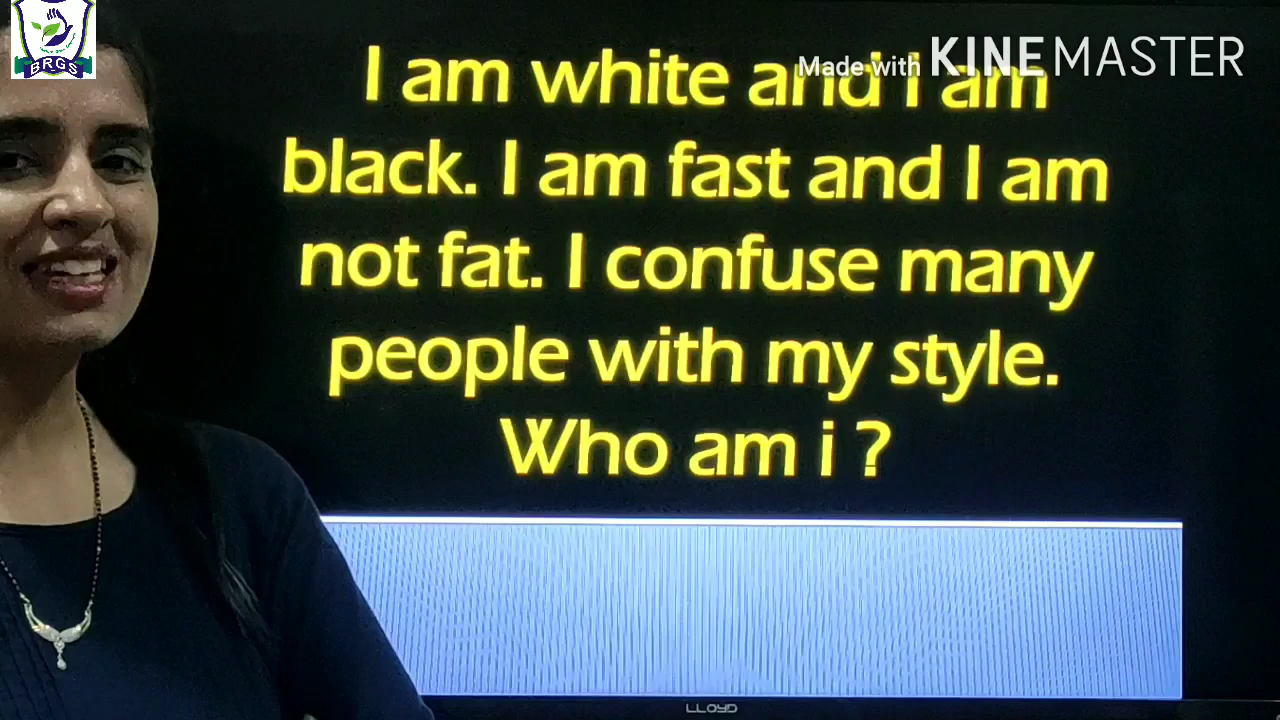 BRGS
Made with KINEMASTER
I am white and i am
black. I am fast and I am
not fat. I confuse many
people with my style.
Who am i ?
LLOYD